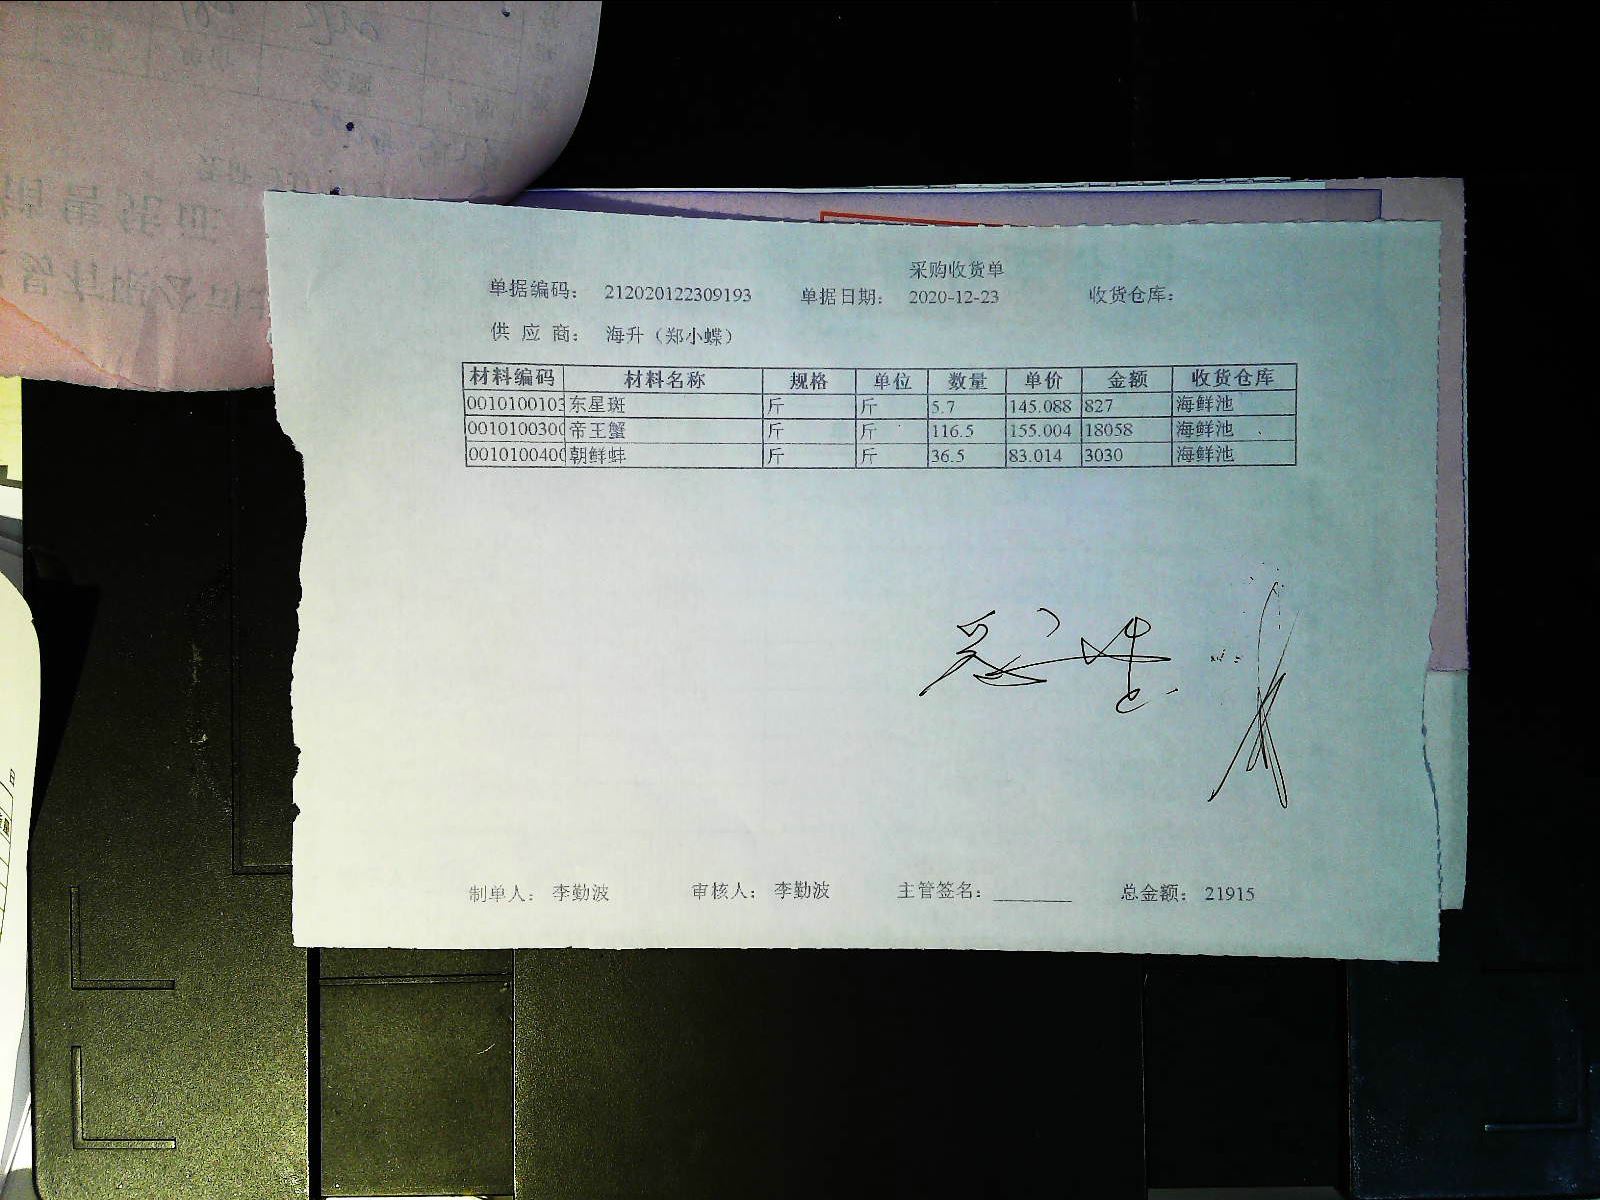 采购收货单
单据编码： 212020122309193 单据日期： 2020-12-23 收货仓库：
供 应 商： 海升（郑小蝶）
材料编码 材料名称 规格 单位 数量 单价 金额 收货仓库
0010100103 东星斑 斤 斤 5.7 145.088 827 海鲜池
001010030 帝王蟹 斤 斤 116.5 155.004 18058 海鲜池
001010040 朝鲜蚌 斤 斤 36.5 83.014 3030 海鲜池
制单人： 李勤波 审核人： 李勤波 主管签名：________ 总金额： 21915